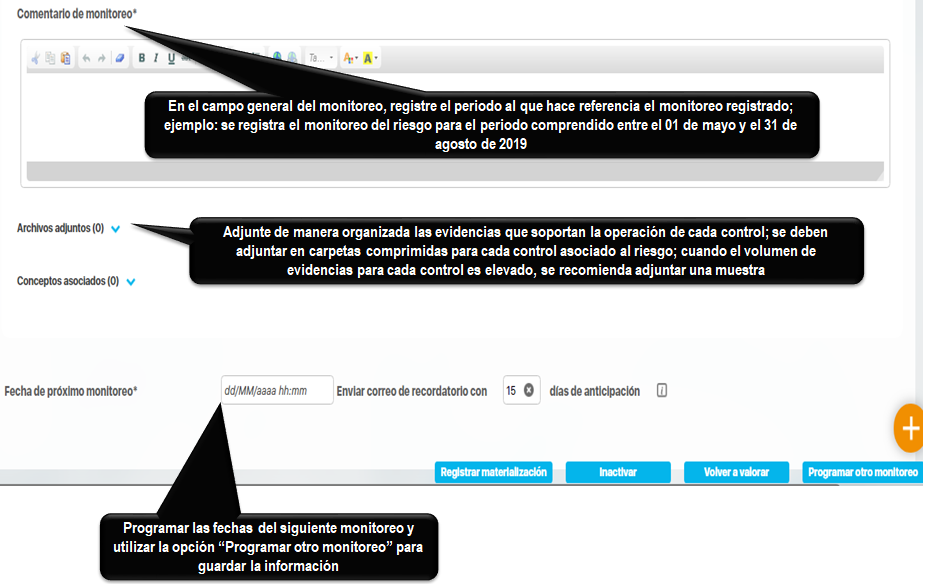 Comentario de monitoreo*
B I U Ta...
A A
En el campo general del monitoreo, registre el periodo al que hace referencia el monitoreo registrado;
ejemplo: se registra el monitoreo del riesgo para el periodo comprendido entre el 01 de mayo y el 31 de
agosto de 2019
Archivos adjuntos (0)
Adjunte de manera organizada las evidencias que soportan la operación de cada control; se deben
adjuntar en carpetas comprimidas para cada control asociado al riesgo; cuando el volumen de
evidencias para cada control es elevado, se recomienda adjuntar una muestra
Conceptos asociados (0)
Fecha de próximo monitoreo* dd/MM/aaaa hh:mm Enviar correo de recordatorio con 15 días de anticipación i
Registrar materialización Inactivar Volver a valorar Programar otro monitoreo
Programar las fechas del siguiente monitoreo y
utilizar la opción “Programar otro monitoreo” para
guardar la información